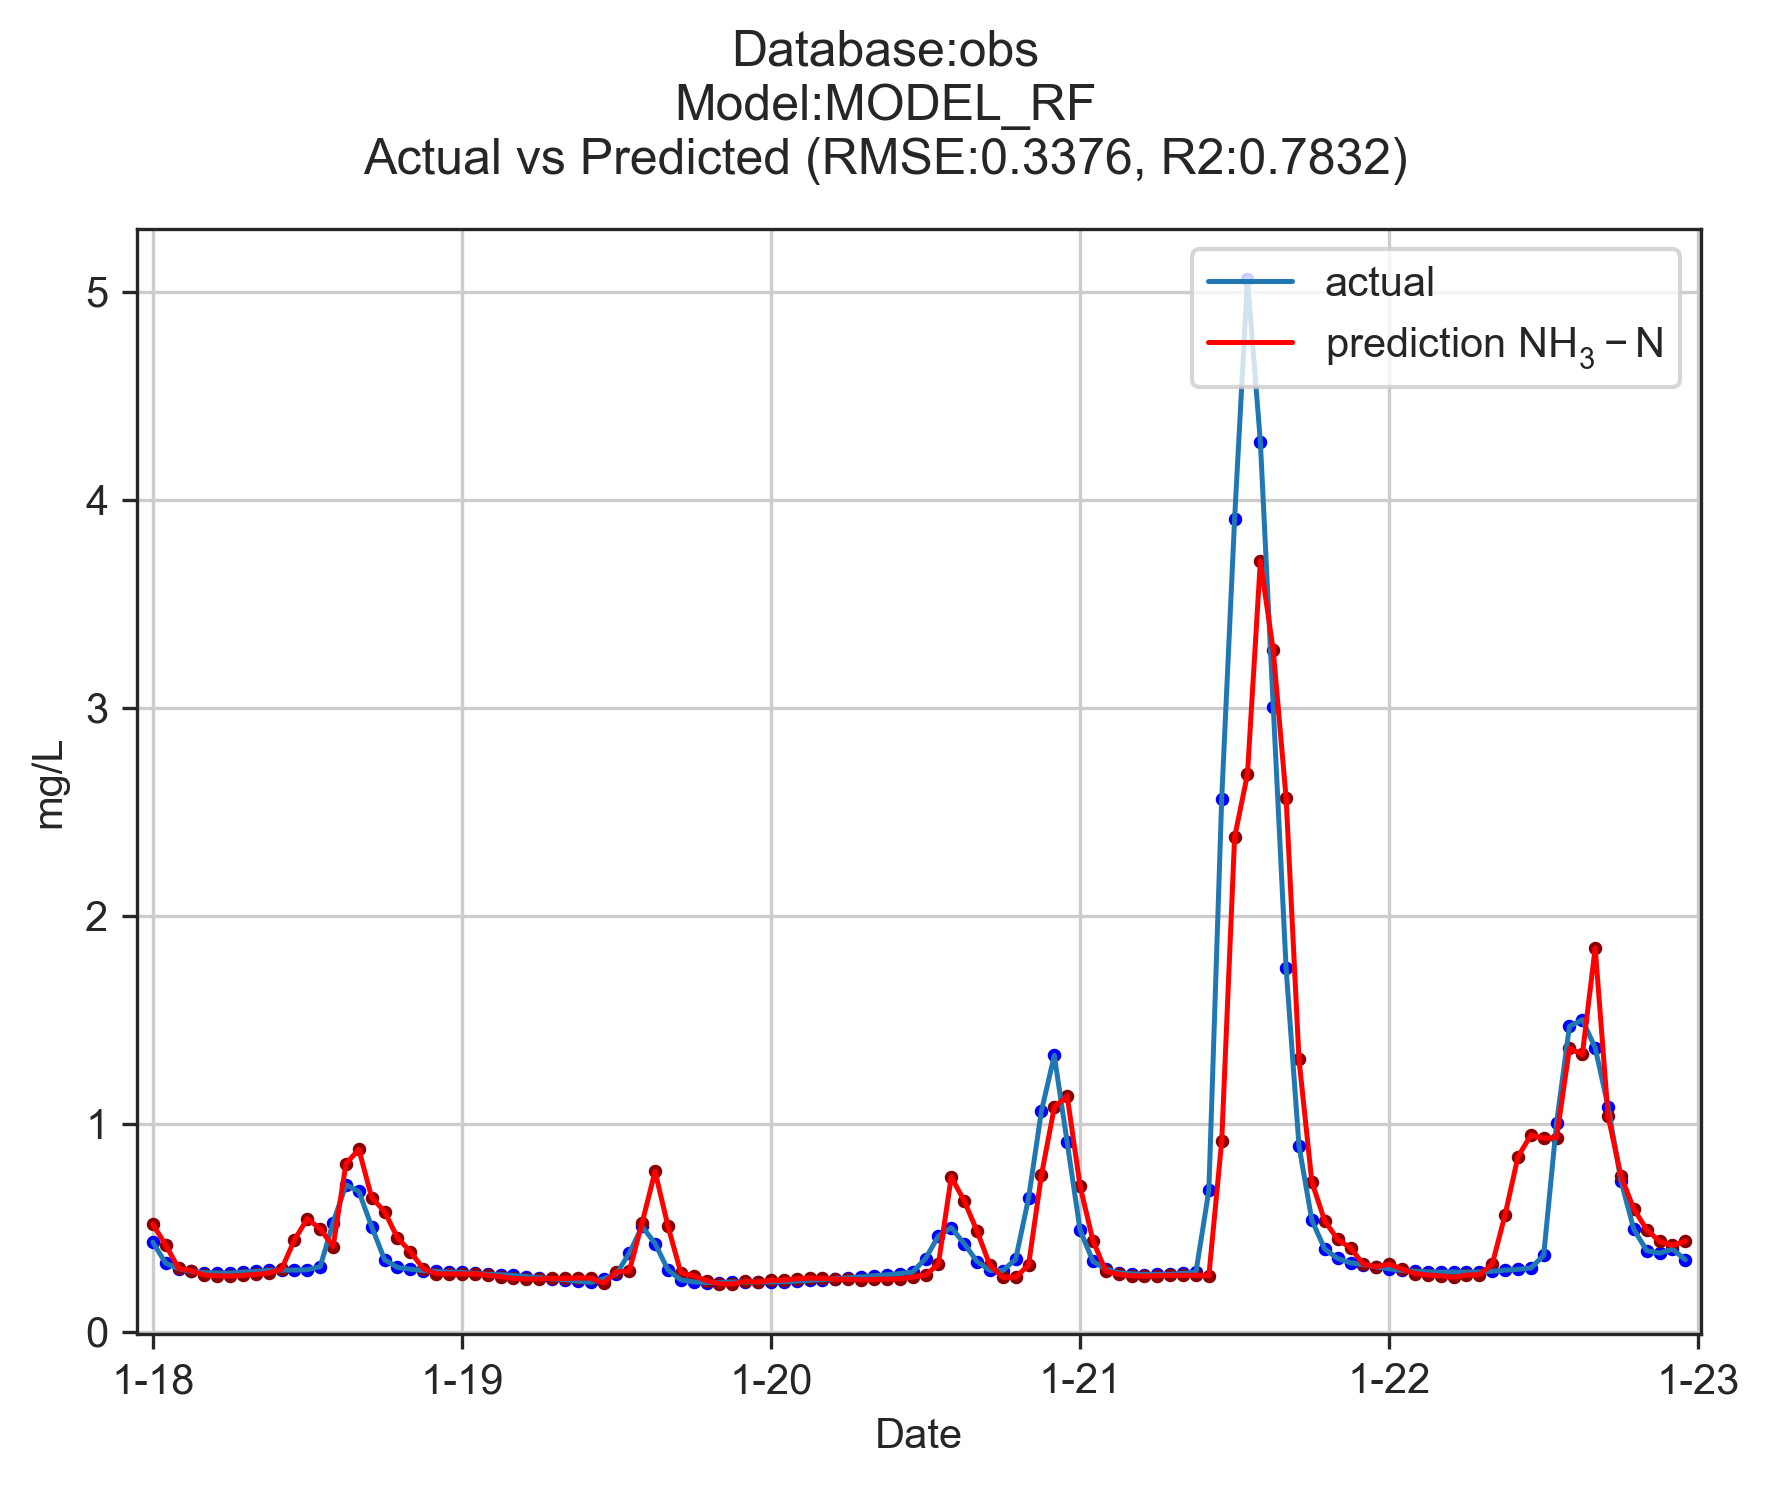 Database:obs
Model:MODEL_RF
Actual vs Predicted (RMSE:0.3376, R2:0.7832)
actual
prediction NH₃ − N
5
4
3
2
1
0
mg/L
1-18 1-19 1-20 1-21 1-22 1-23
Date